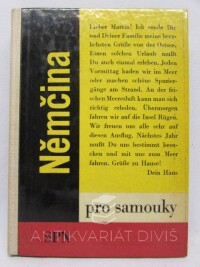 Lieber Martin! Ich sende Dir
und Deiner Familie meine herz-
lichsten Grüße von der Ostsee.
Einen solchen Urlaub mußt
Du auch einmal erleben. Jeden
Vormittag baden wir im Meer
oder machen schöne Spazier-
gänge am Strand. An der fri-
schen Meeresluft kann man sich
richtig erholen. Übermorgen
fahren wir auf die Insel Rügen.
Wir freuen uns alle sehr auf
diesen Ausflug. Nächstes Jahr
mußt Du uns bestimmt besu-
chen und mit uns zum Meer
fahren. Grüße zu Hause!
Dein Hans
Němčina
pro samouky
ANTIKVARIÁT DIVIŠ
SPN